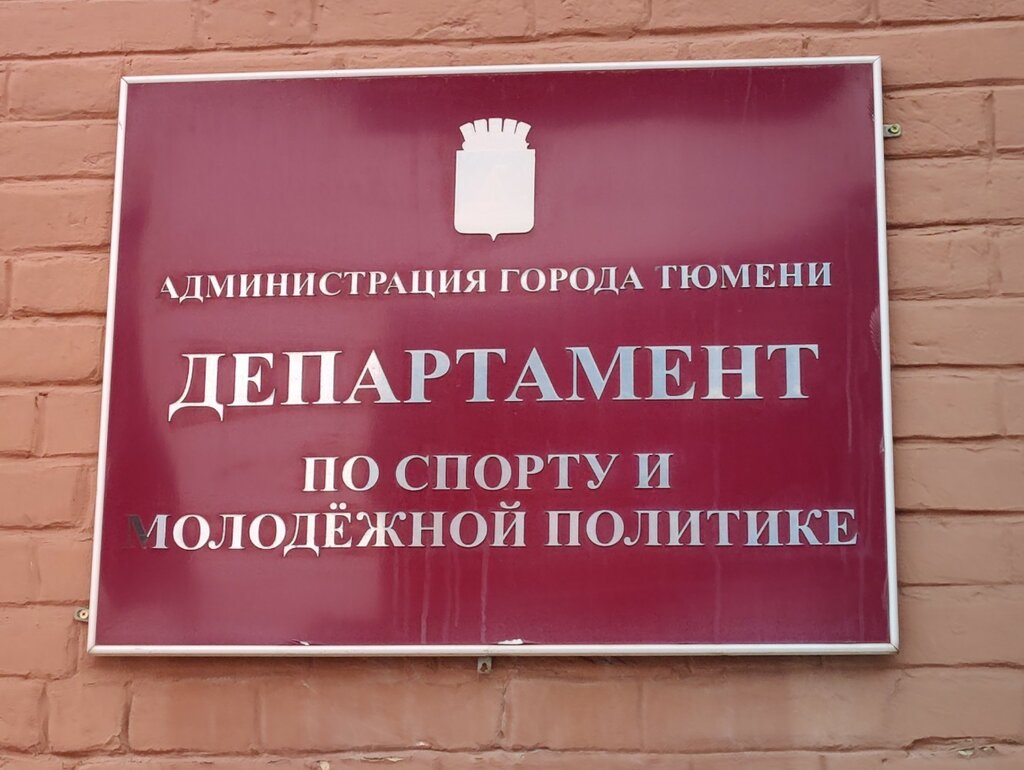 АДМИНИСТРАЦИЯ ГОРОДА ТЮМЕНИ
ДЕПАРТАМЕНТ
ПО СПОРТУ И
МОЛОДЁЖНОЙ ПОЛИТИКЕ